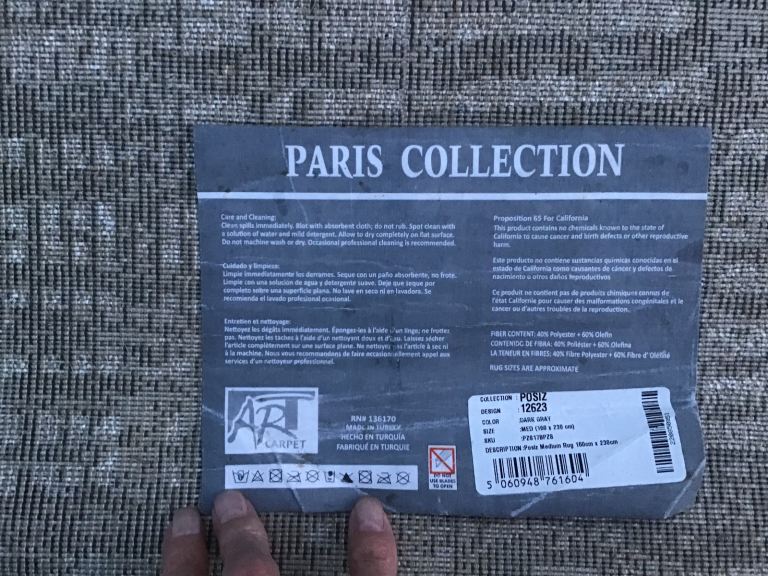 PARIS COLLECTION
Care and Cleaning:
Clean spills immediately. Blot with absorbent cloth; do not rub. Spot clean with
a solution of water and mild detergent. Allow to dry completely on flat surface.
Do not machine wash or dry. Occasional professional cleaning is recommended.
Cuidado y limpieza:
Limpie immediatamente los derrames. Seque con un paño absorbente, no frote.
Limpie con una solución de agua y detergente suave. Deje que seque por
completo sobre una superficie plana. No lave en seco ni en lavadora. Se
recomienda el lavado profesional ocasional.
Entretien et nettoyage:
Nettoyez les dégâts immédiatement. Épongez-les à l'aide d'un linge; ne frottez
pas. Nettoyez les taches à l'aide d'un nettoyant doux et d'eau. Laissez sécher
l'article complètement sur une surface plane. Ne nettoyez pas l'article à sec ni
à la machine. Nous vous recommandons de faire occasionellement appel aux
services d'un nettoyeur professionnel.
Proposition 65 For California
This product contains no chemicals known to the state of
California to cause cancer and birth defects or other reproductive
harm.
Este producto no contiene sustancias químicas conocidas en el
estado de California como causantes de cáncer y defectos de
nacimiento o otros daños reproductivos
Ce produit ne contient pas de produits chimiques connus de
l'état California pour causer des malformations congénitales et le
cancer ou d'autres troubles de la reproduction.
FIBER CONTENT: 40% Polyester + 60% Olefin
CONTENIDO DE FIBRA: 40% Poliéster + 60% Olefina
LA TENEUR EN FIBRES: 40% Fibre Polyester + 60% Fibre d' Oléfine
RUG SIZES ARE APPROXIMATE
ART
CARPET
RN# 136170
MADE IN TURKEY
HECHO EN TURQUÍA
FABRIQUÉ EN TURQUIE
DO NOT
USE BLADES
TO OPEN
COLLECTION : POSIZ
DESIGN : 12623
COLOR : DARK GRAY
SIZE : MED (160 x 230 cm)
SKU : PZ617BPZB
DESCRIPTION : Posiz Medium Rug 160cm x 230cm
5 060948 761604